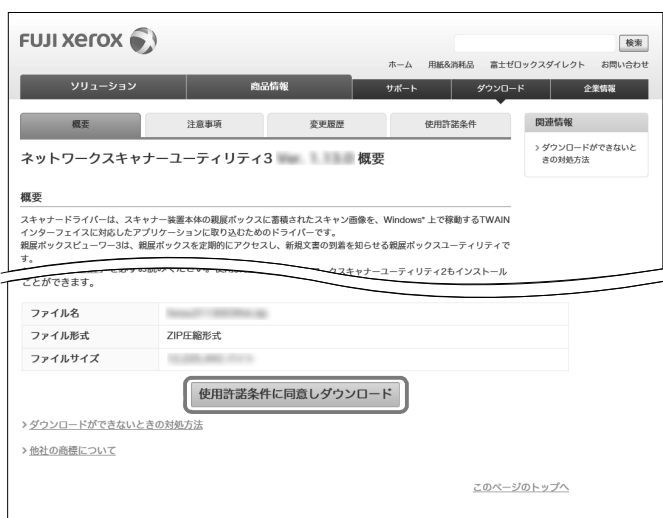 FUJI XEROX
検索
ホーム 用紙&消耗品 富士ゼロックスダイレクト お問い合わせ
ソリューション 商品情報 サポート ダウンロード 企業情報
概要 注意事項 変更履歴 使用許諾条件
関連情報
> ダウンロードができないと
きの対処方法
ネットワークスキャナーユーティリティ3 概要
概要
スキャナードライバーは、スキャナー装置本体の親展ボックスに蓄積されたスキャン画像を、Windows® 上で稼動するTWAIN
インターフェイスに対応したアプリケーションに取り込むためのドライバーです。
親展ボックスビューワー3は、親展ボックスを定期的にアクセスし、新規文書の到着を知らせる親展ボックスユーティリティで
す。
クスキャナーユーティリティ2もインストール
ことができます。
ファイル名
ファイル形式 ZIP圧縮形式
ファイルサイズ
使用許諾条件に同意しダウンロード
> ダウンロードができないときの対処方法
> 他社の商標について
このページのトップへ